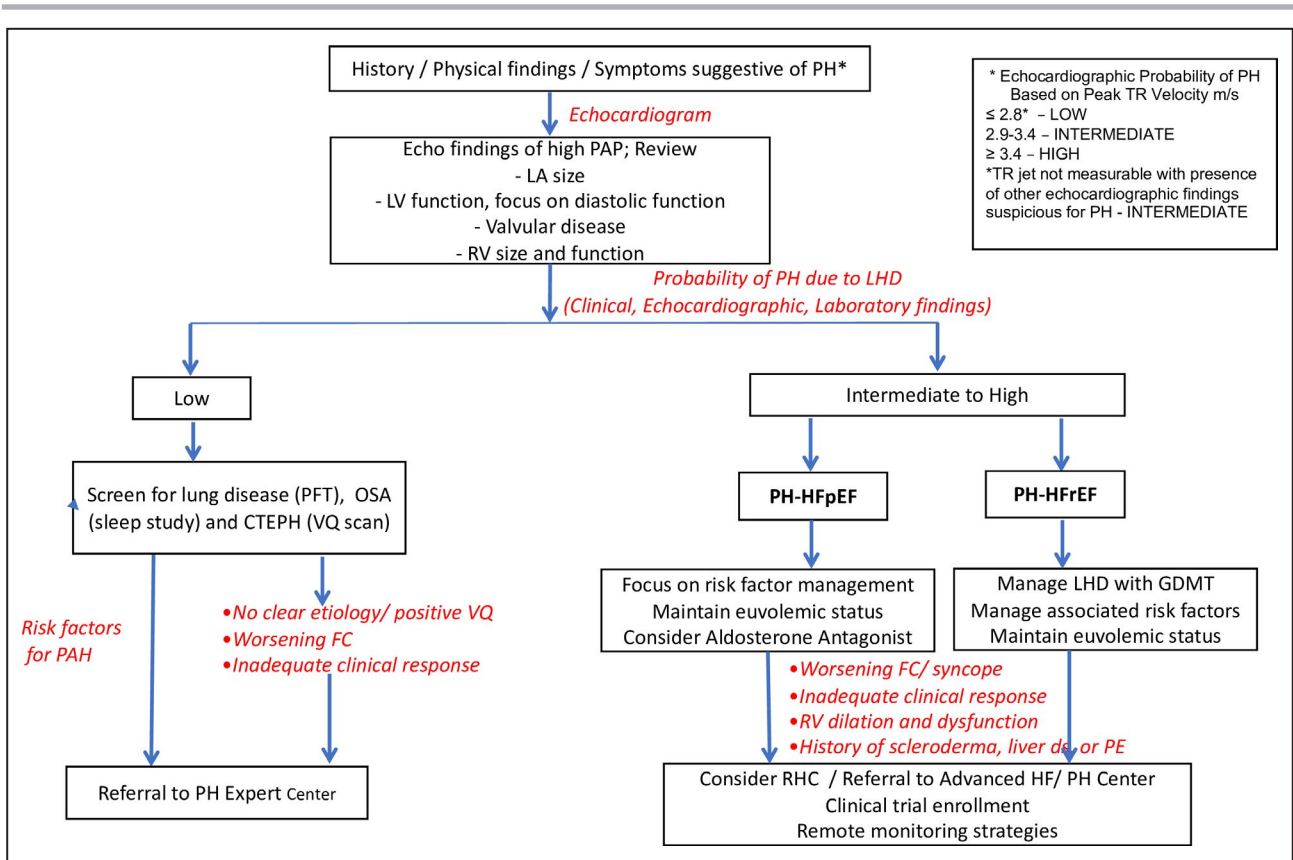 History / Physical findings / Symptoms suggestive of PH*
* Echocardiographic Probability of PH
Based on Peak TR Velocity m/s
≤ 2.8* – LOW
2.9-3.4 – INTERMEDIATE
≥ 3.4 – HIGH
*TR jet not measurable with presence
of other echocardiographic findings
suspicious for PH - INTERMEDIATE
Echocardiogram
Echo findings of high PAP; Review
- LA size
- LV function, focus on diastolic function
- Valvular disease
- RV size and function
Probability of PH due to LHD
(Clinical, Echocardiographic, Laboratory findings)
Low
Intermediate to High
Screen for lung disease (PFT), OSA
(sleep study) and CTEPH (VQ scan)
PH-HFpEF
PH-HFrEF
Risk factors
for PAH
•No clear etiology/ positive VQ
•Worsening FC
•Inadequate clinical response
Focus on risk factor management
Maintain euvolemic status
Consider Aldosterone Antagonist
Manage LHD with GDMT
Manage associated risk factors
Maintain euvolemic status
•Worsening FC/ syncope
•Inadequate clinical response
•RV dilation and dysfunction
•History of scleroderma, liver ds, or PE
Referral to PH Expert Center
Consider RHC / Referral to Advanced HF/ PH Center
Clinical trial enrollment
Remote monitoring strategies